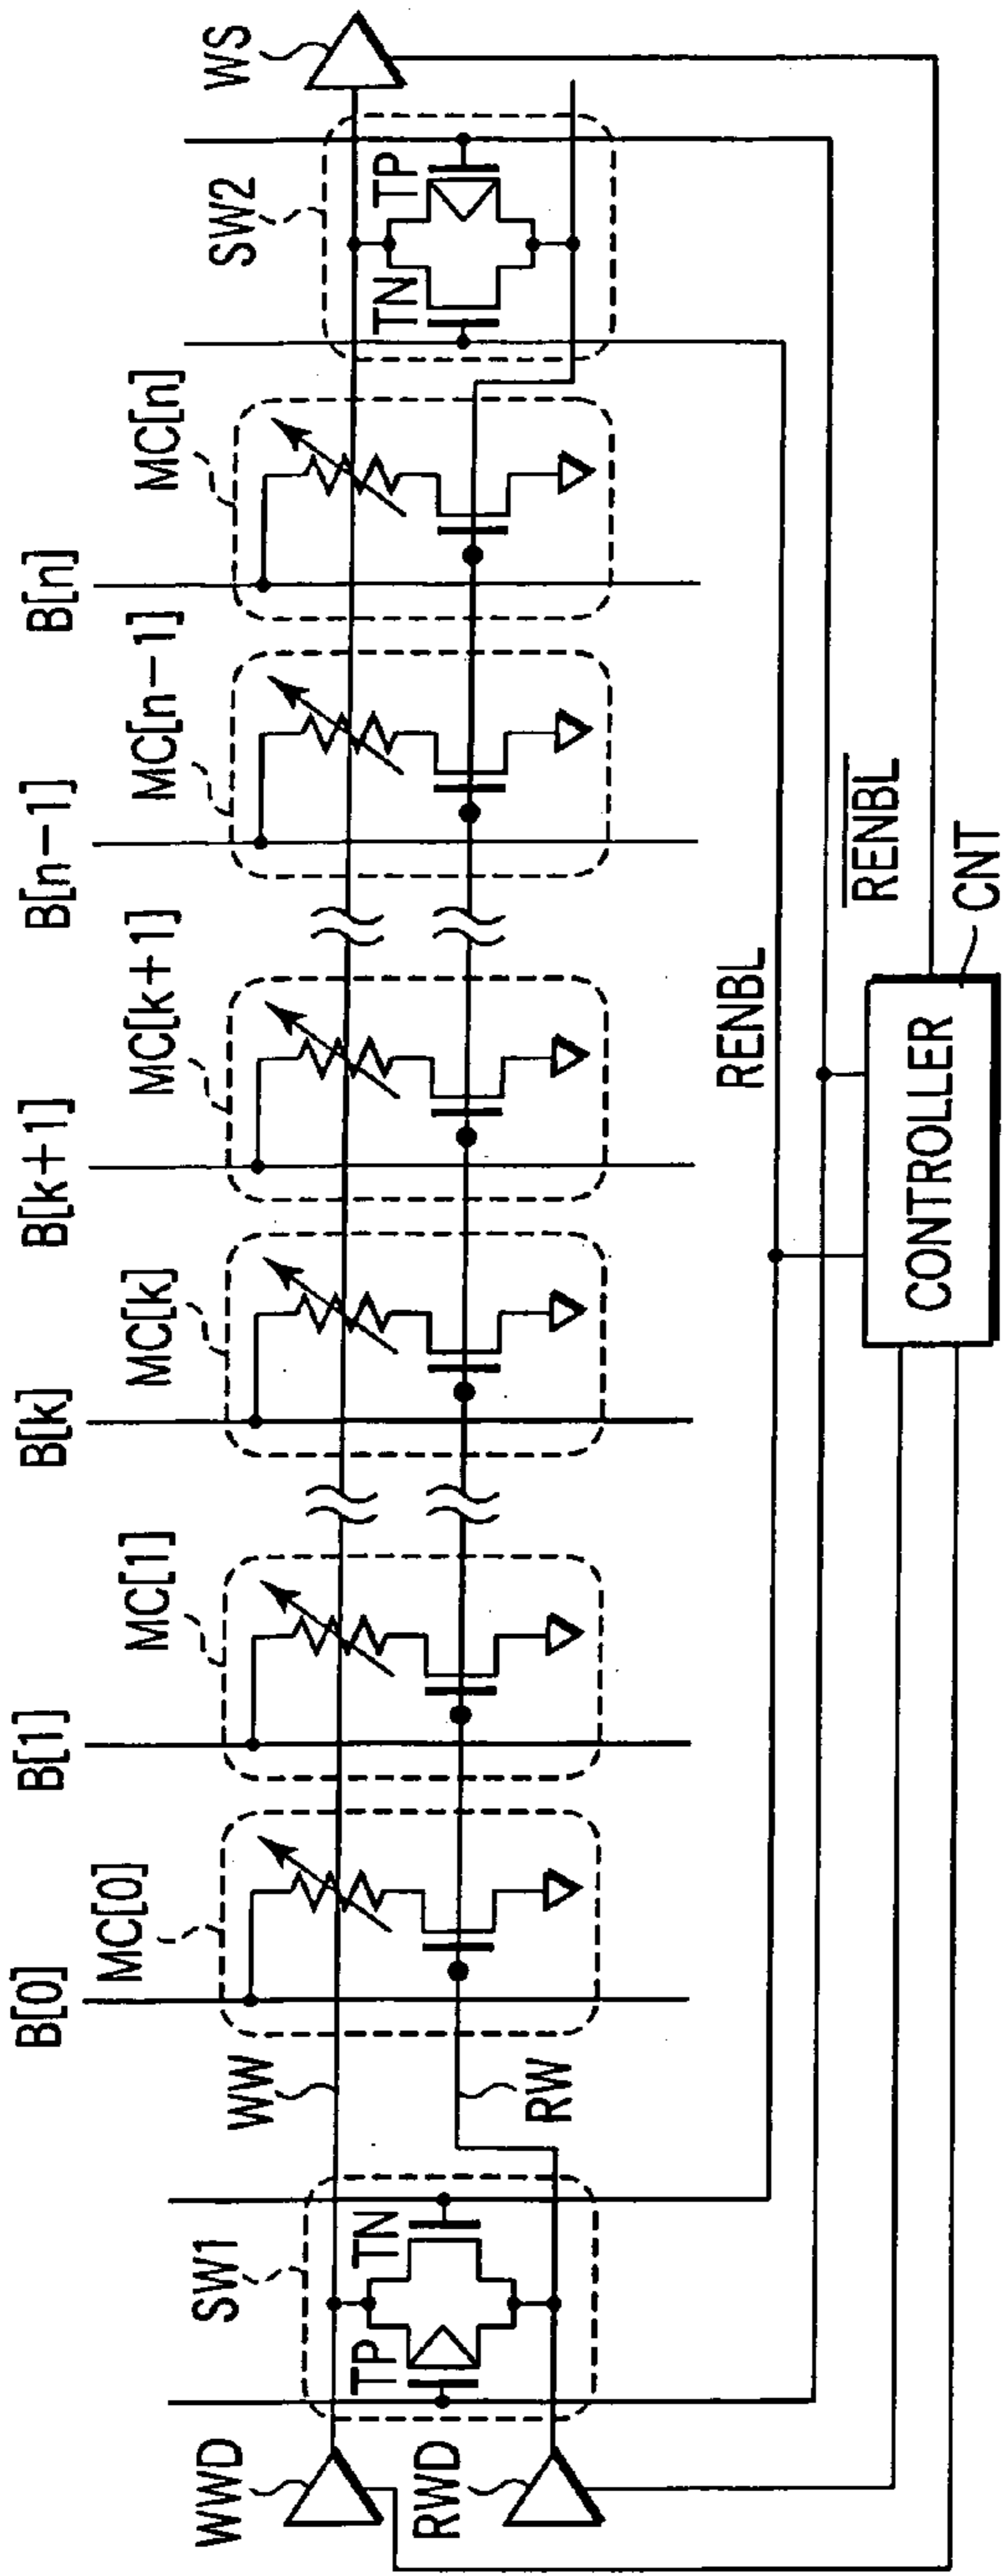 B[0]
B[1]
B[k]
B[k+1]
B[n-1]
B[n]
MC[0]
MC[1]
MC[k]
MC[k+1]
MC[n-1]
MC[n]
SW1
SW2
WS
WWD
TP
TN
WW
TN
TP
RWD
RW
RENBL
RENBL
CONTROLLER
CNT